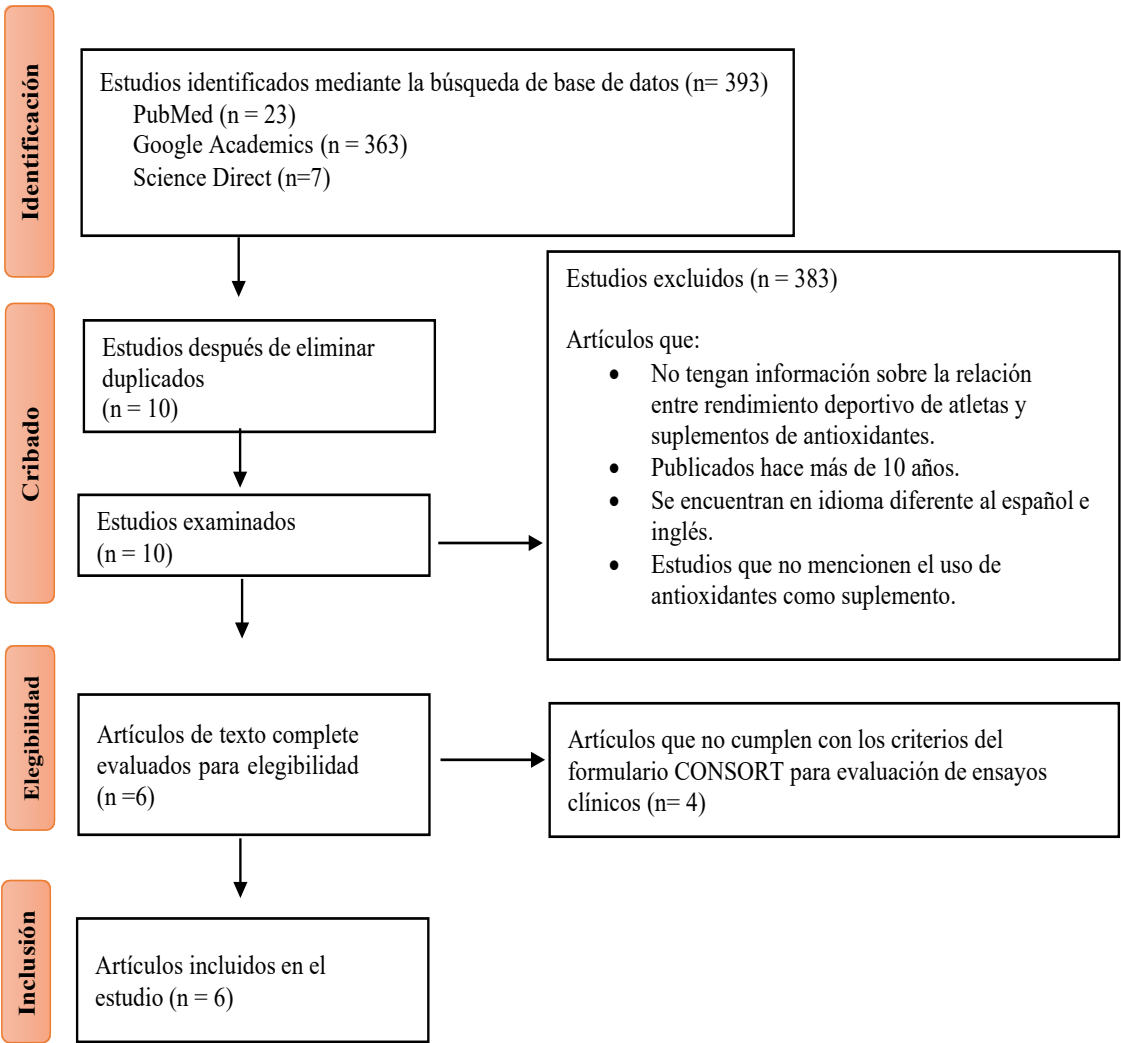 Identificación
Estudios identificados mediante la búsqueda de base de datos (n= 393)
PubMed (n = 23)
Google Academics (n = 363)
Science Direct (n=7)
Cribado
Estudios después de eliminar
duplicados
(n = 10)
Estudios examinados
(n = 10)
Estudios excluidos (n = 383)
Artículos que:
• No tengan información sobre la relación
entre rendimiento deportivo de atletas y
suplementos de antioxidantes.
• Publicados hace más de 10 años.
• Se encuentran en idioma diferente al español e
inglés.
• Estudios que no mencionen el uso de
antioxidantes como suplemento.
Elegibilidad
Artículos de texto complete
evaluados para elegibilidad
(n =6)
Artículos que no cumplen con los criterios del
formulario CONSORT para evaluación de ensayos
clínicos (n= 4)
Inclusión
Artículos incluidos en el
estudio (n = 6)